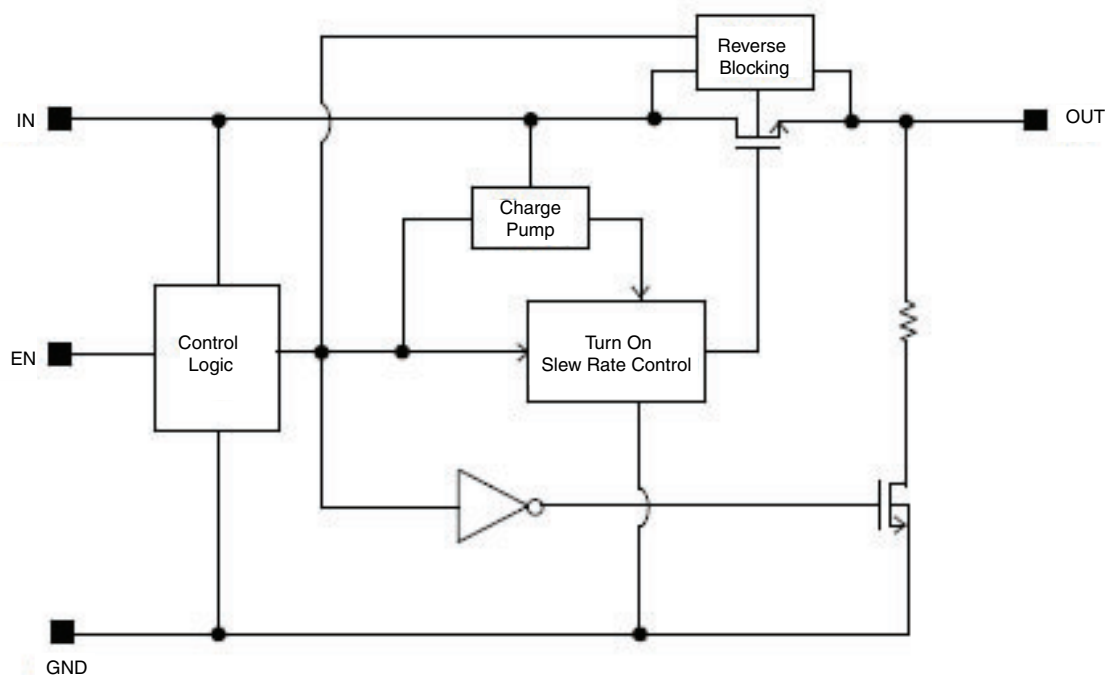 Reverse
Blocking
IN
OUT
Charge
Pump
EN
Control
Logic
Turn On
Slew Rate Control
GND